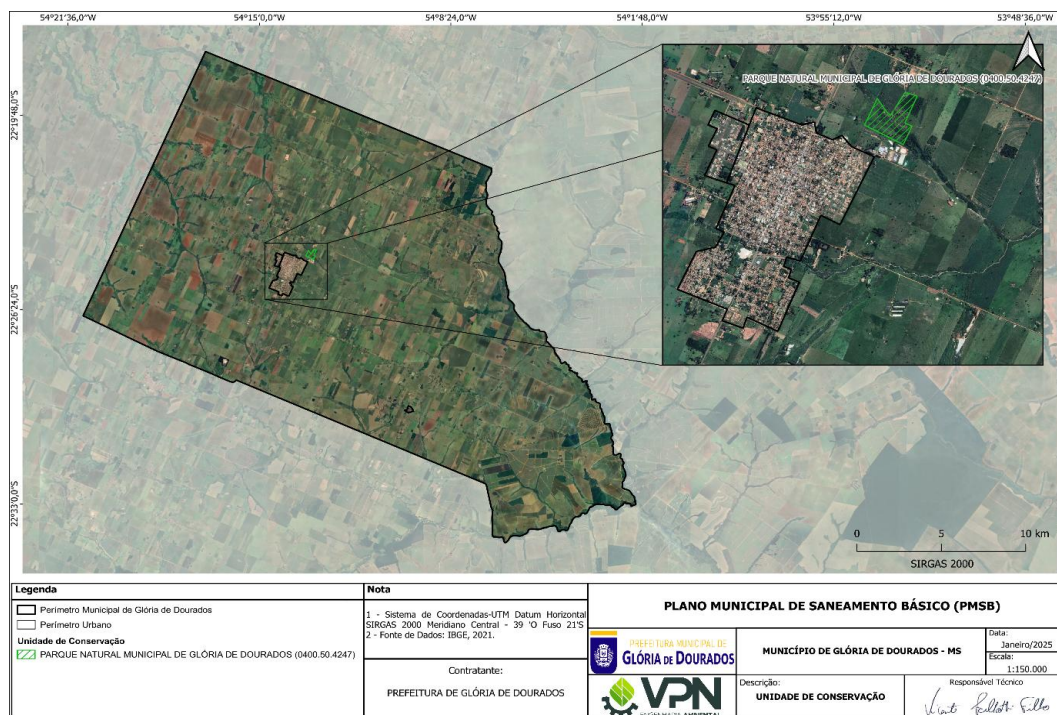 54°21'36,0"W 54°15'0,0"W 54°8'24,0"W 54°1'48,0"W 53°55'12,0"W 53°48'36,0"W
22°19'48,0"S
22°26'24,0"S
22°33'0,0"S
PARQUE NATURAL MUNICIPAL DE GLÓRIA DE DOURADOS (0400.50.4247)
0 5 10 km
SIRGAS 2000
Legenda
Perímetro Municipal de Glória de Dourados
Perímetro Urbano
Unidade de Conservação
PARQUE NATURAL MUNICIPAL DE GLÓRIA DE DOURADOS (0400.50.4247)
Nota
1 - Sistema de Coordenadas-UTM Datum Horizontal
SIRGAS 2000 Meridiano Central - 39 'O Fuso 21'S
2 - Fonte de Dados: IBGE, 2021.
Contratante:
PREFEITURA DE GLÓRIA DE DOURADOS
PLANO MUNICIPAL DE SANEAMENTO BÁSICO (PMSB)
PREFEITURA MUNICIPAL DE
GLÓRIA DE DOURADOS
MUNICÍPIO DE GLÓRIA DE DOURADOS - MS
Data:
Janeiro/2025
Escala:
1:150.000
VPN
ENGENHARIA AMBIENTAL
Descrição:
UNIDADE DE CONSERVAÇÃO
Responsável Técnico